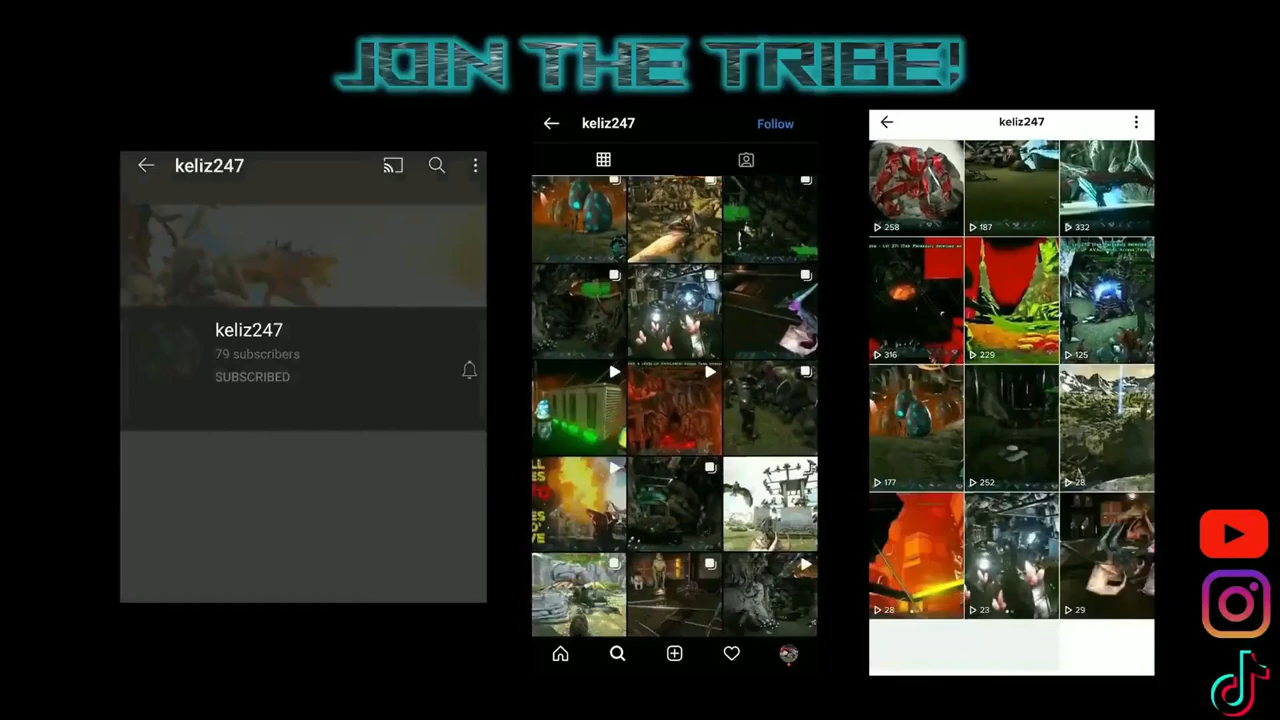 JOIN THE TRIBE!
keliz247
keliz247
79 subscribers
SUBSCRIBED
keliz247
Follow
keliz247
258
187
332
316
229
125
177
252
28
28
23
29